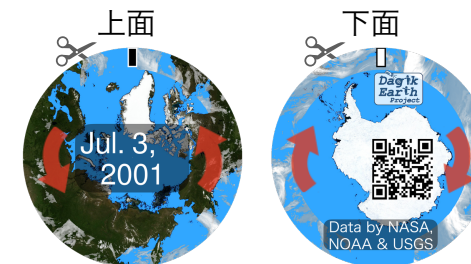 上面
下面
Jul. 3,
2001
Dagik
Earth
Project
Data by NASA,
NOAA & USGS